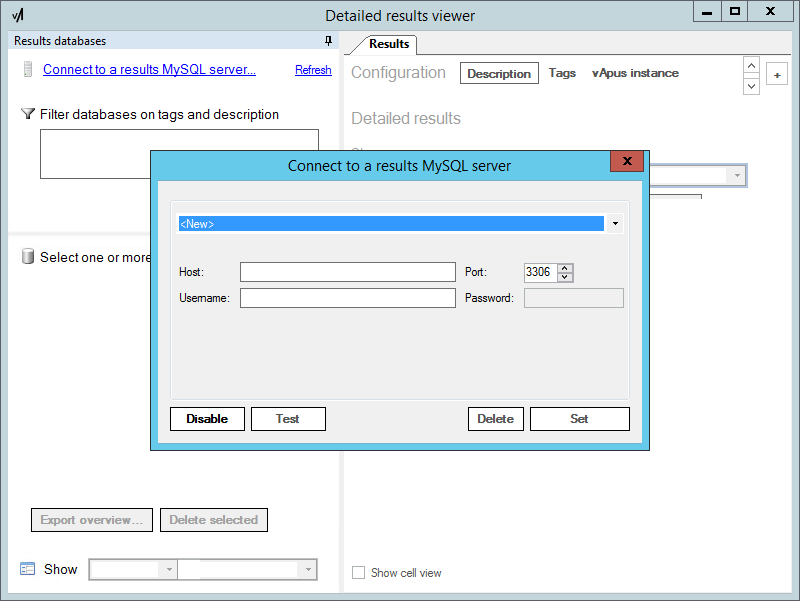 Detailed results viewer
Results databases
Results
Connect to a results MySQL server...
Refresh
Configuration
Description
Tags
vApus instance
+
Filter databases on tags and description
Detailed results
Connect to a results MySQL server
X
<New>
Select one or more
Host:
Port:
3306
Username:
Password:
Disable
Test
Delete
Set
Export overview...
Delete selected
Show
Show cell view